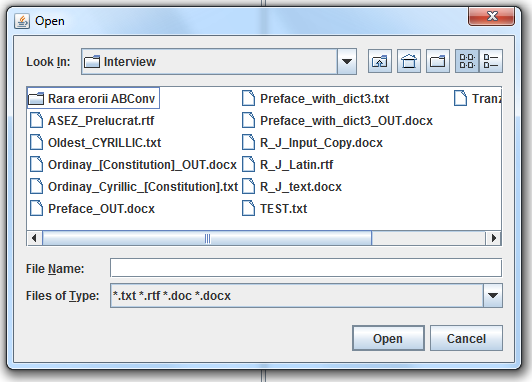 Open
Look In: Interview
Rara erorii ABConv
ASEZ_Prelucrat.rtf
Oldest_CYRILLIC.txt
Ordinay_[Constitution]_OUT.docx
Ordinay_Cyrillic_[Constitution].txt
Preface_OUT.docx
Preface_with_dict3.txt
Preface_with_dict3_OUT.docx
R_J_Input_Copy.docx
R_J_Latin.rtf
R_J_text.docx
TEST.txt
Tranz
File Name:
Files of Type: *.txt *.rtf *.doc *.docx
Open Cancel